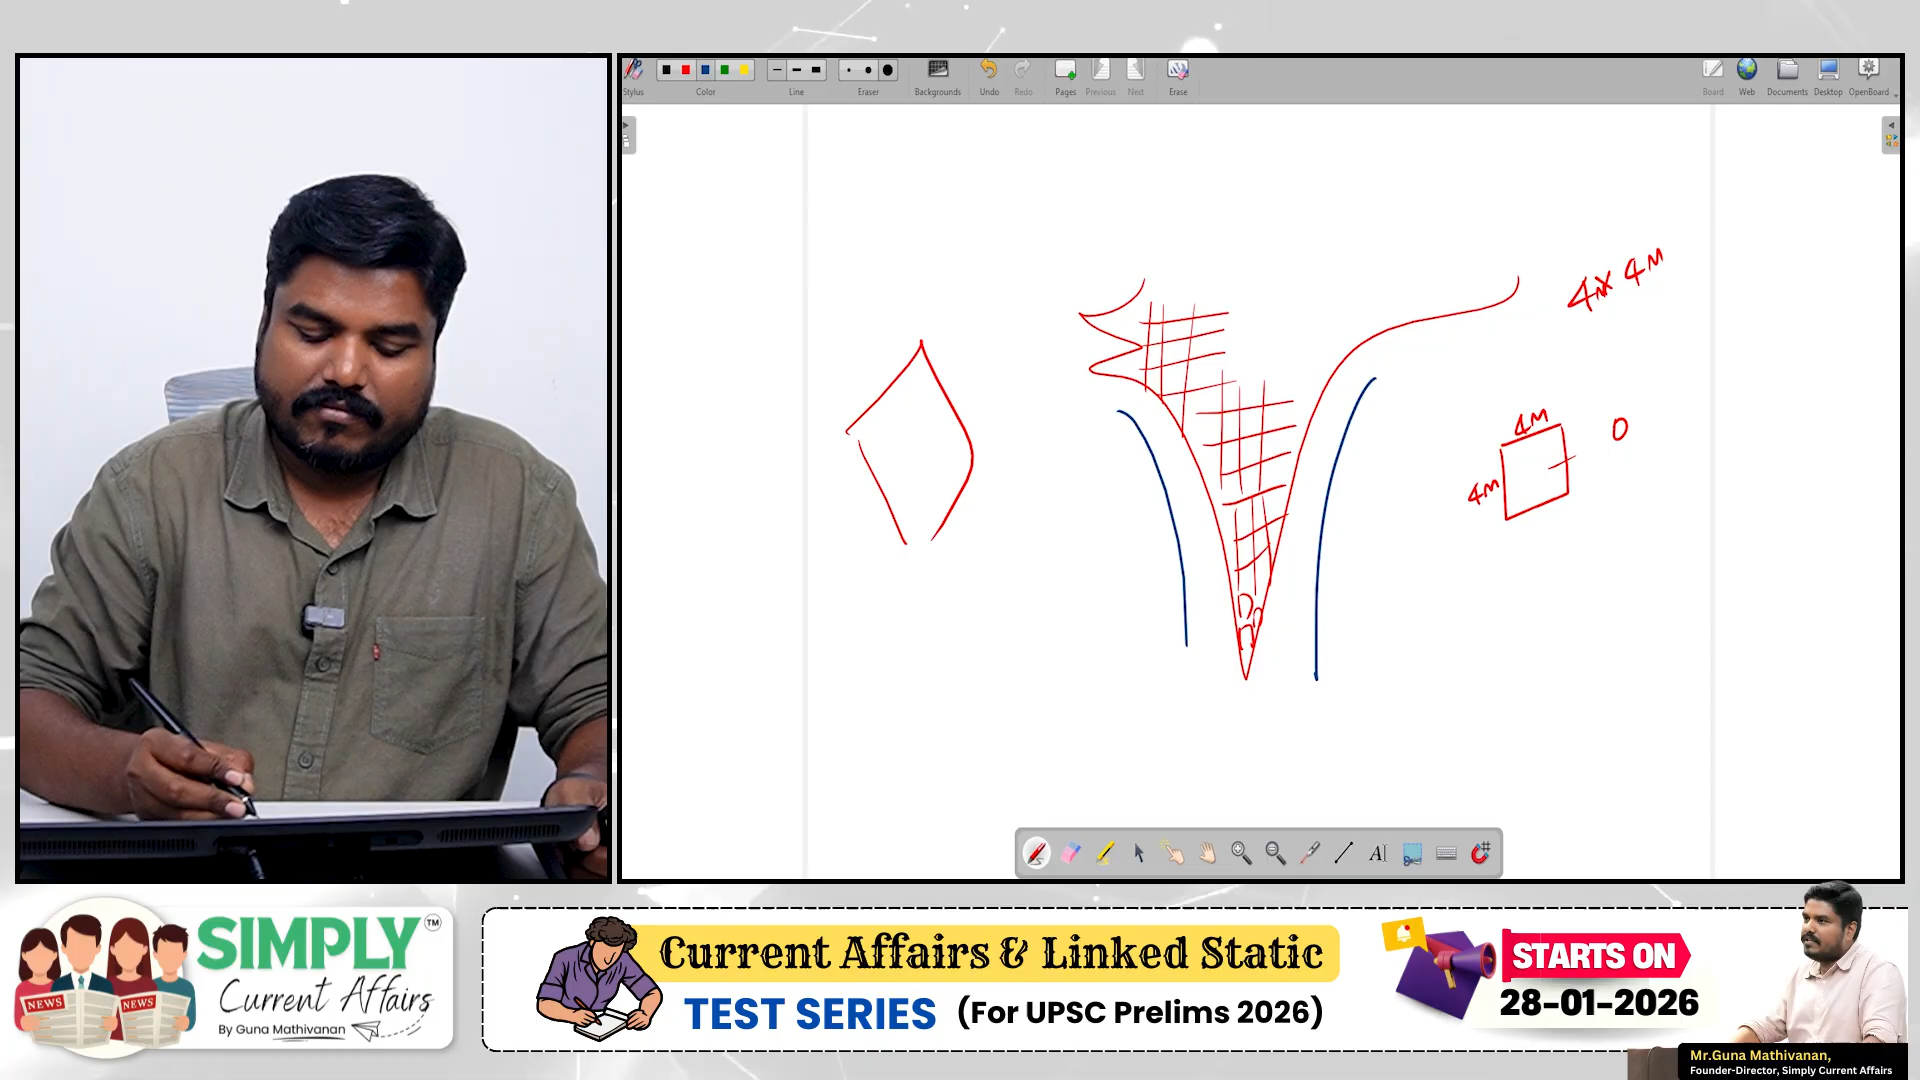 Stylus
Color
Line
Eraser
Backgrounds
Undo
Redo
Pages
Previous
Next
Erase
Board
Web
Documents
Desktop
OpenBoard
4M X 4M
4M
4M
0
A
NEWS
NEWS
SIMPLY TM
Current Affairs
By Guna Mathivanan
Current Affairs & Linked Static
TEST SERIES (For UPSC Prelims 2026)
STARTS ON
28-01-2026
Mr.Guna Mathivanan,
Founder-Director, Simply Current Affairs